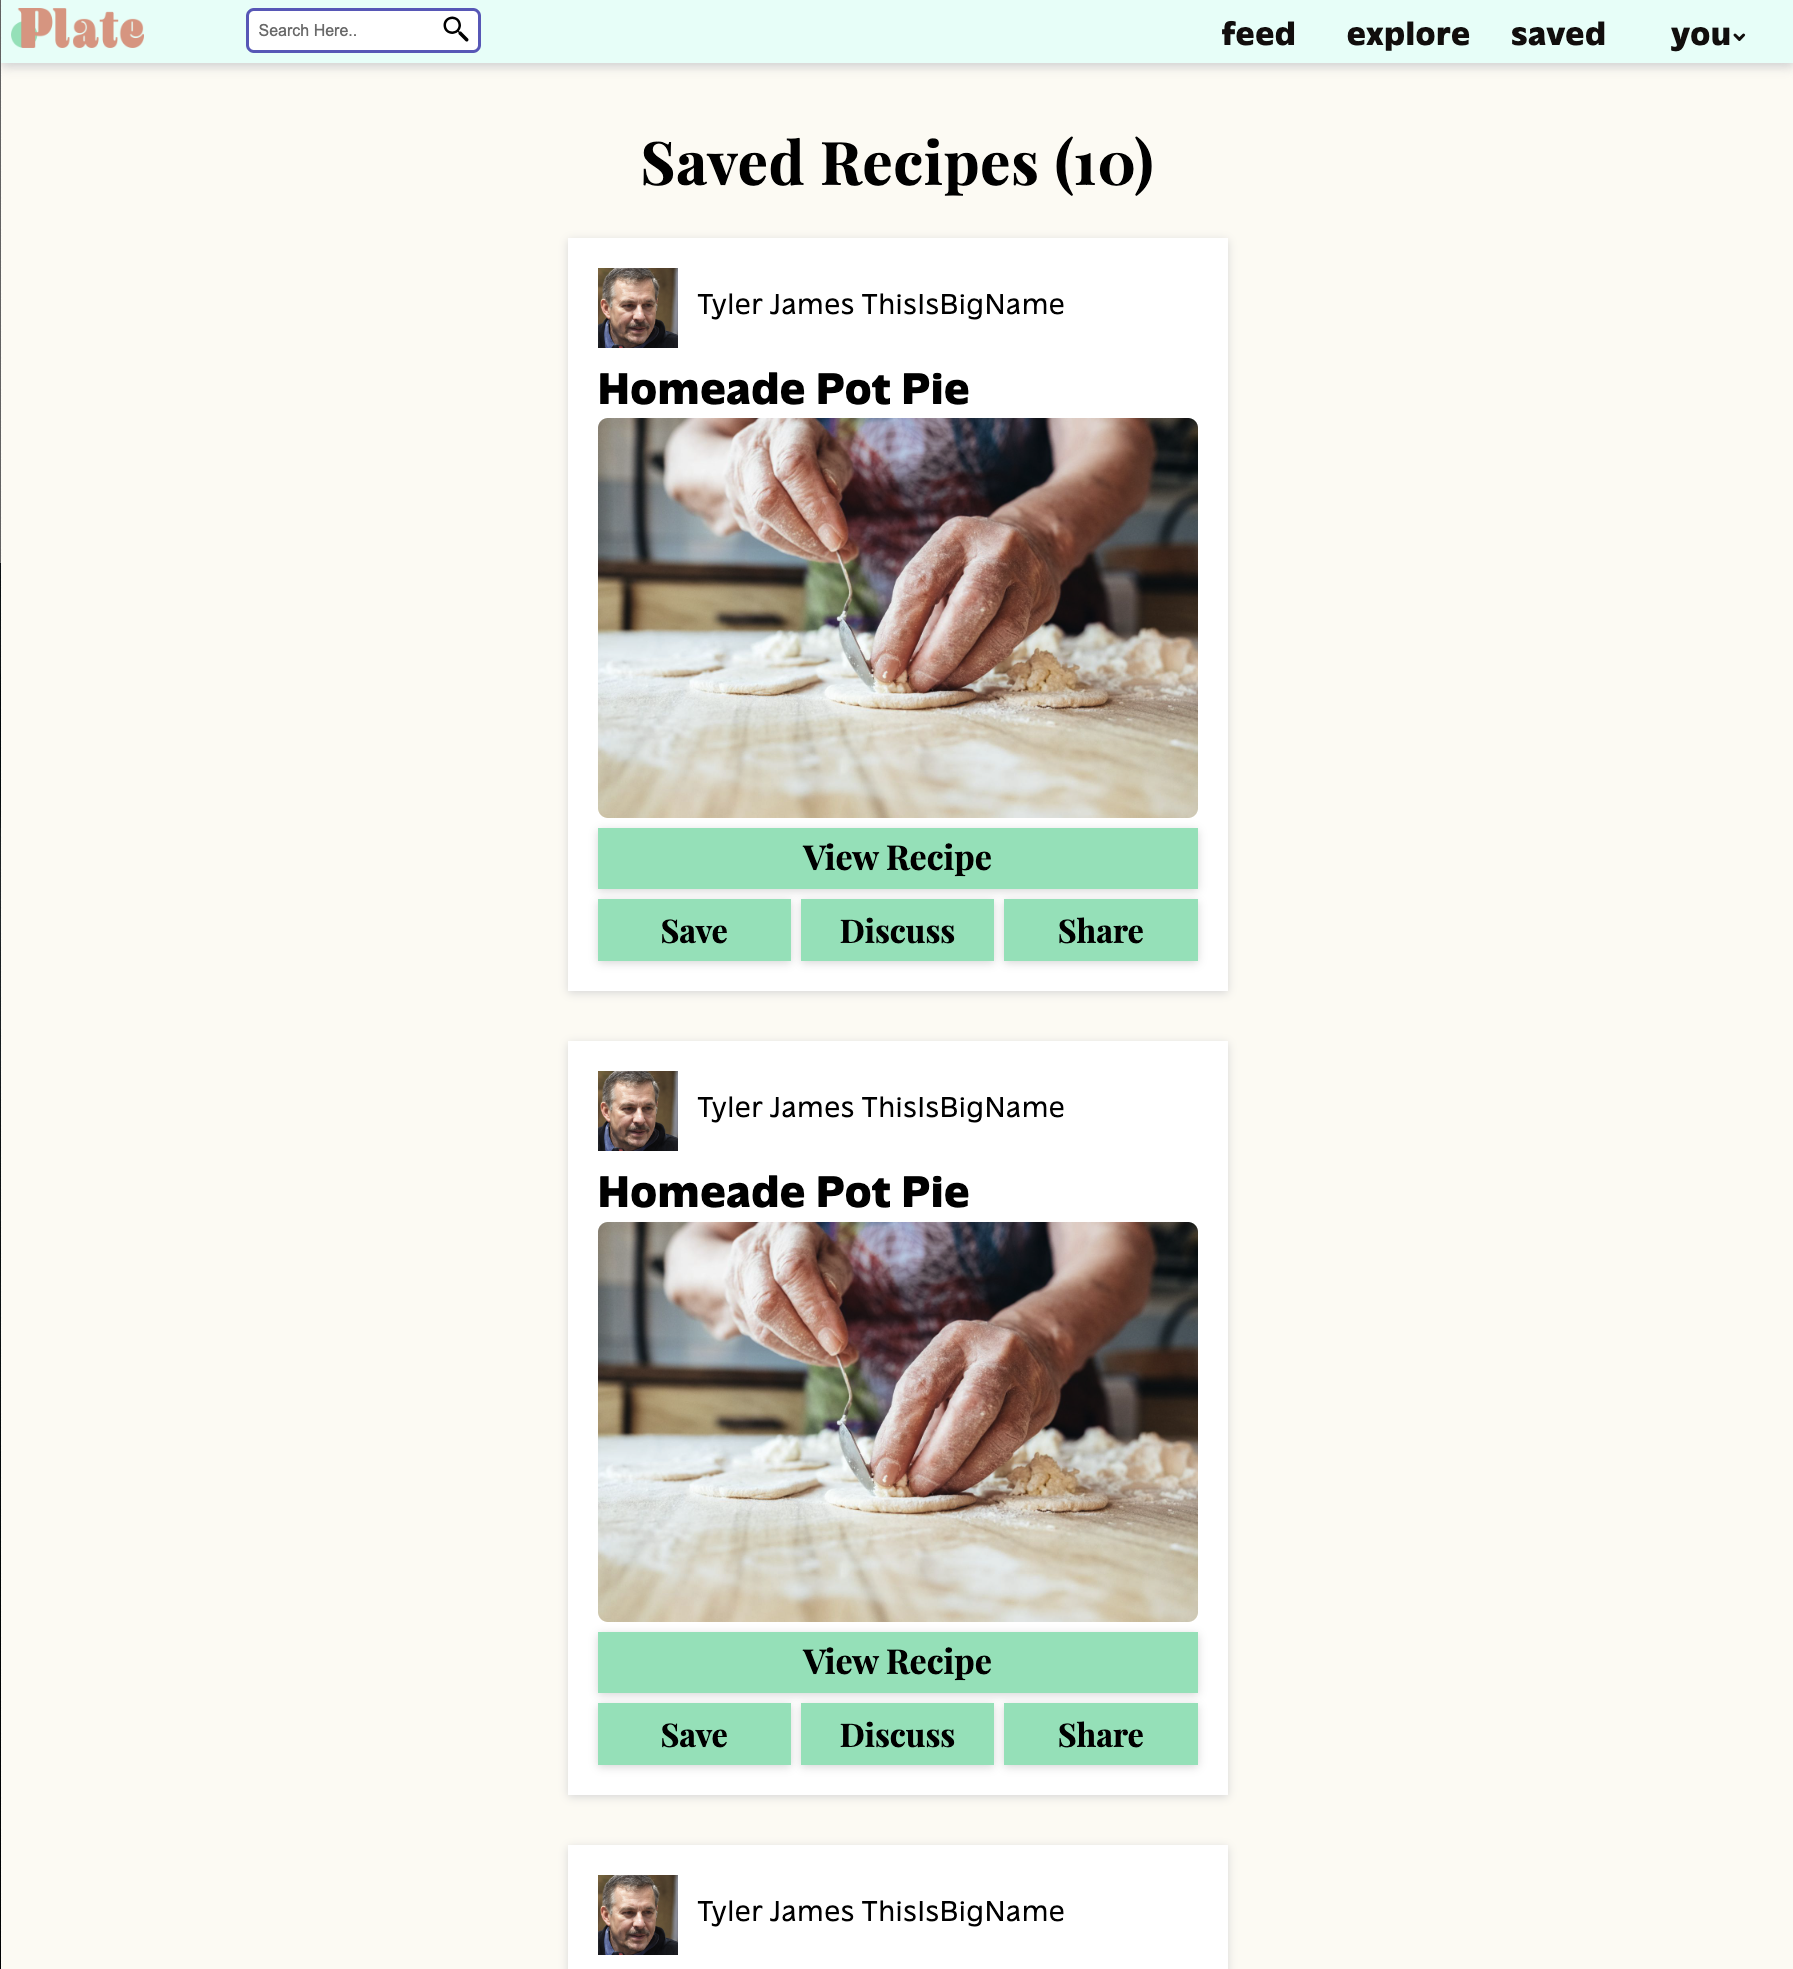 Plate
Search Here..
feed explore saved you
Saved Recipes (10)
Tyler James ThisIsBigName
Homeade Pot Pie
View Recipe
Save Discuss Share
Tyler James ThisIsBigName
Homeade Pot Pie
View Recipe
Save Discuss Share
Tyler James ThisIsBigName